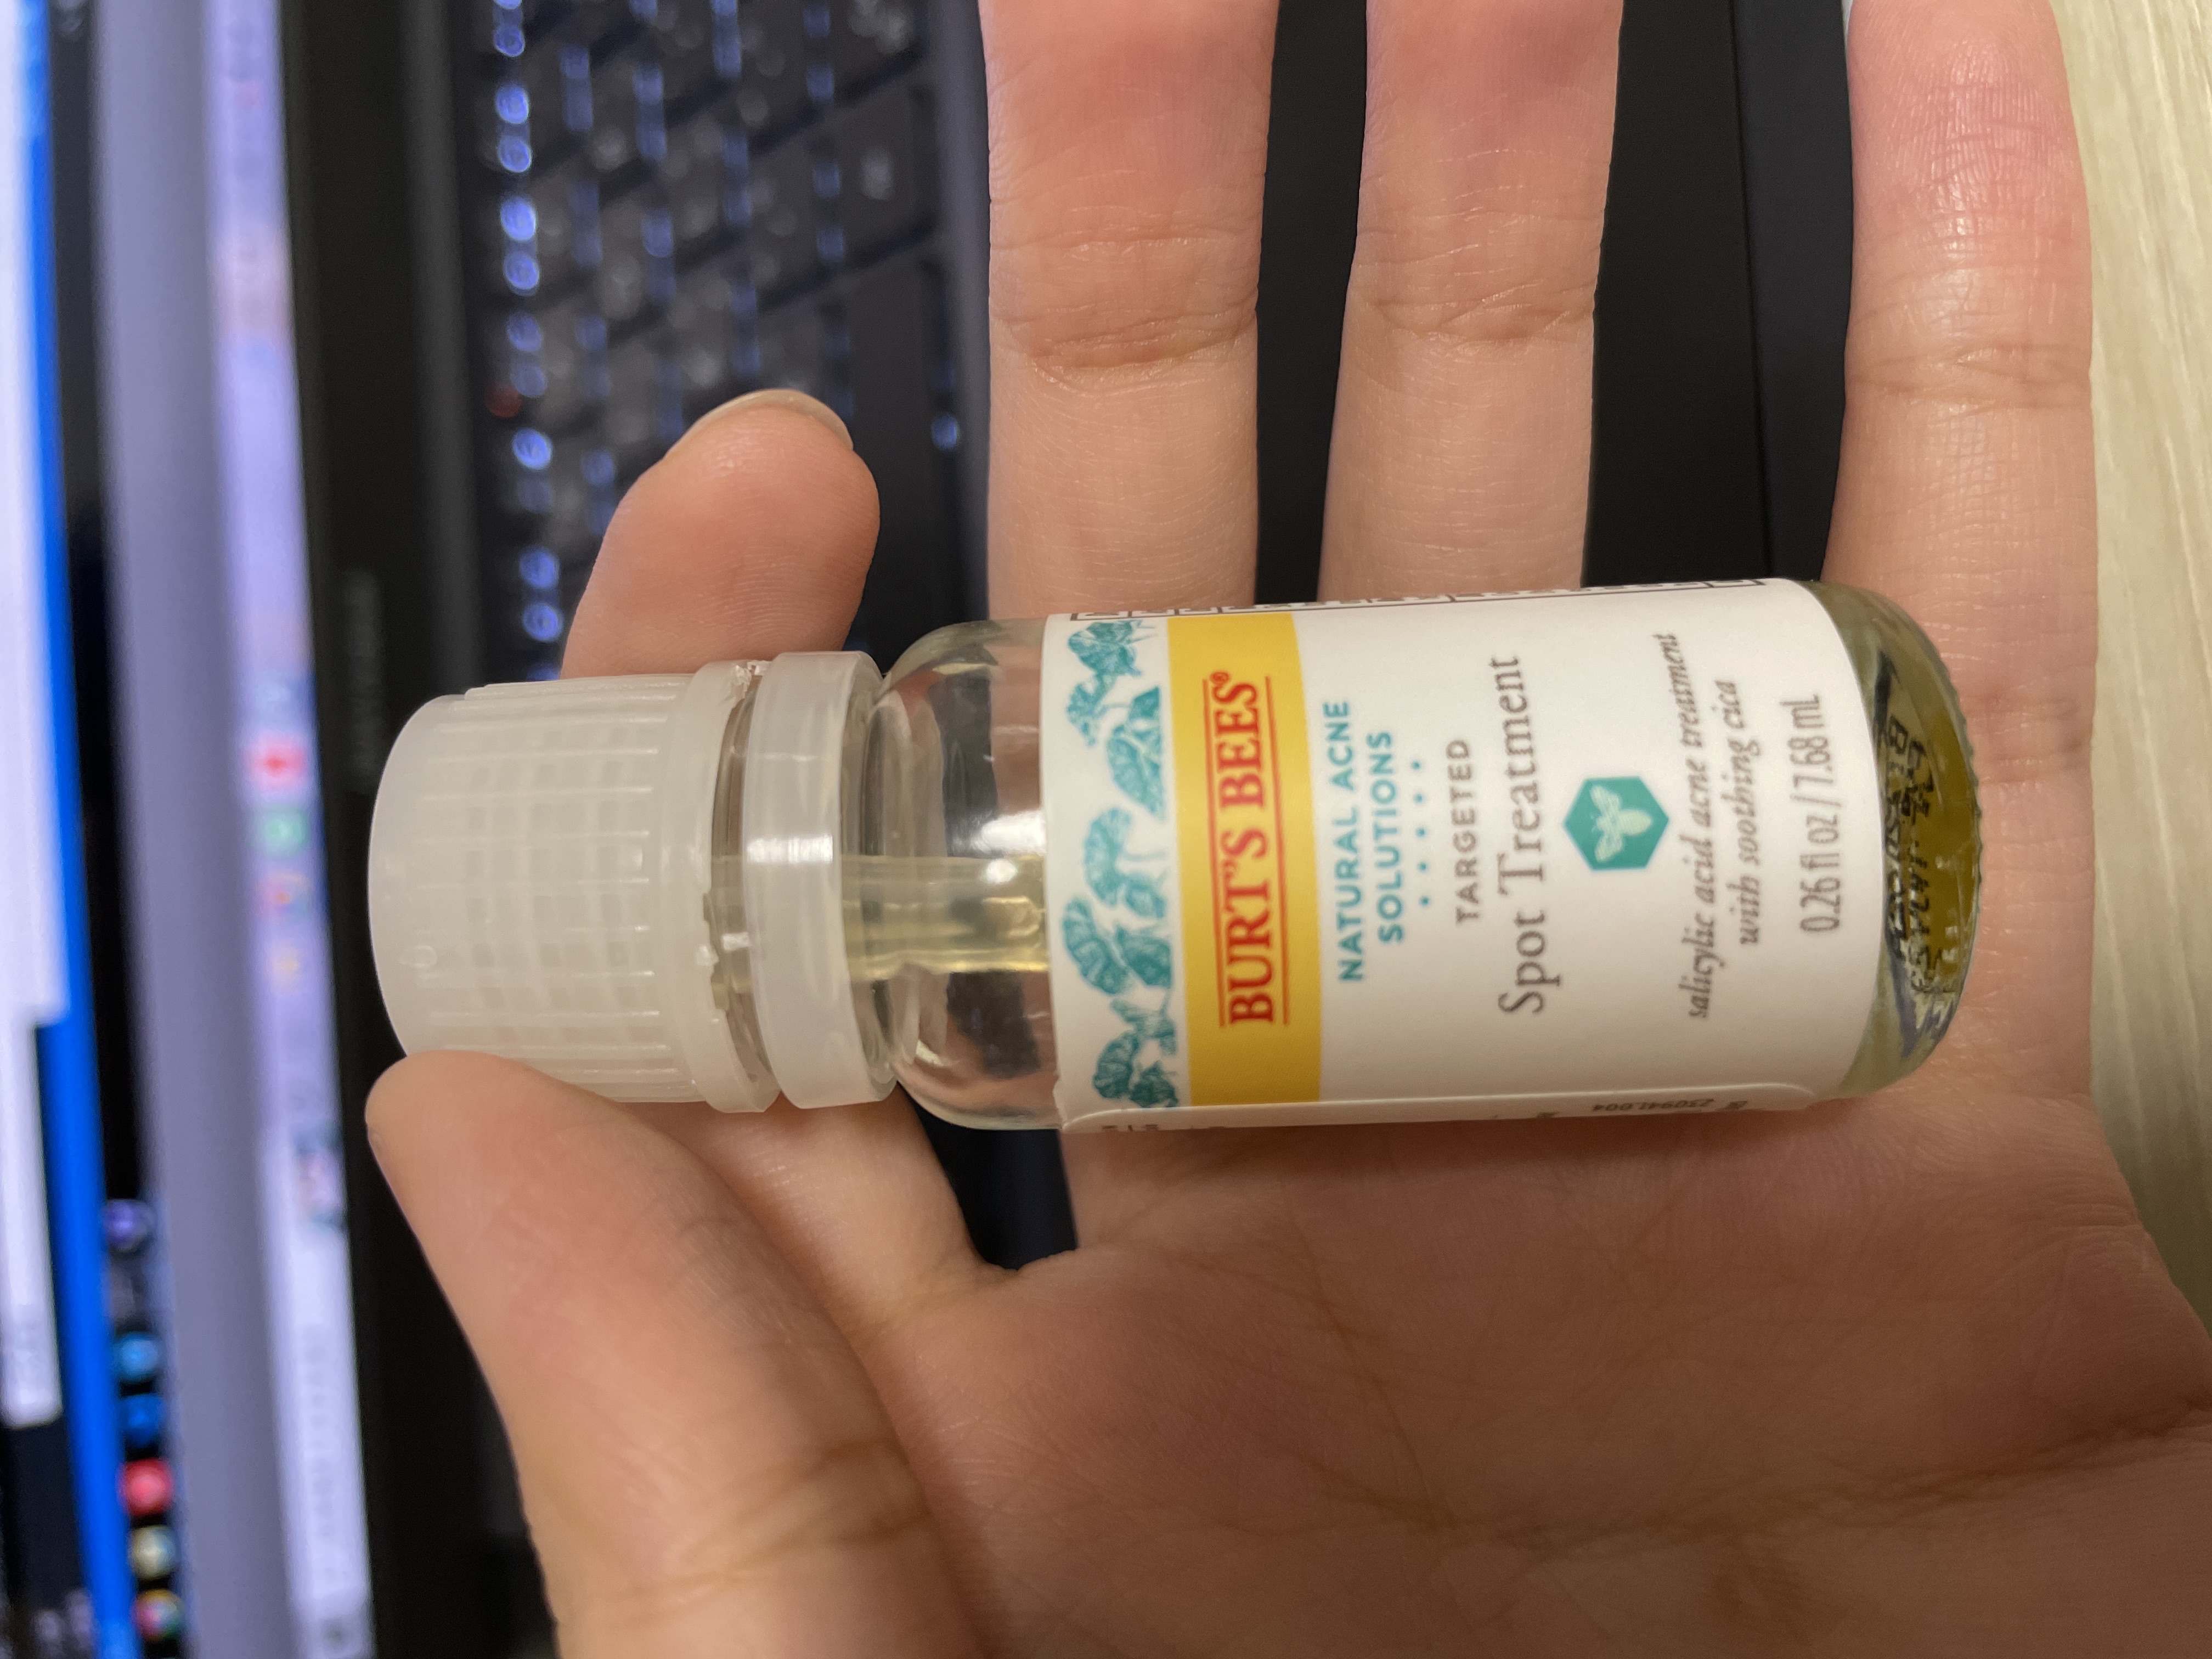 BURT'S BEES®
NATURAL ACNE
SOLUTIONS
TARGETED
Spot Treatment
salicylic acid acne treatment
with soothing cica
0.26 fl oz / 7.68 mL